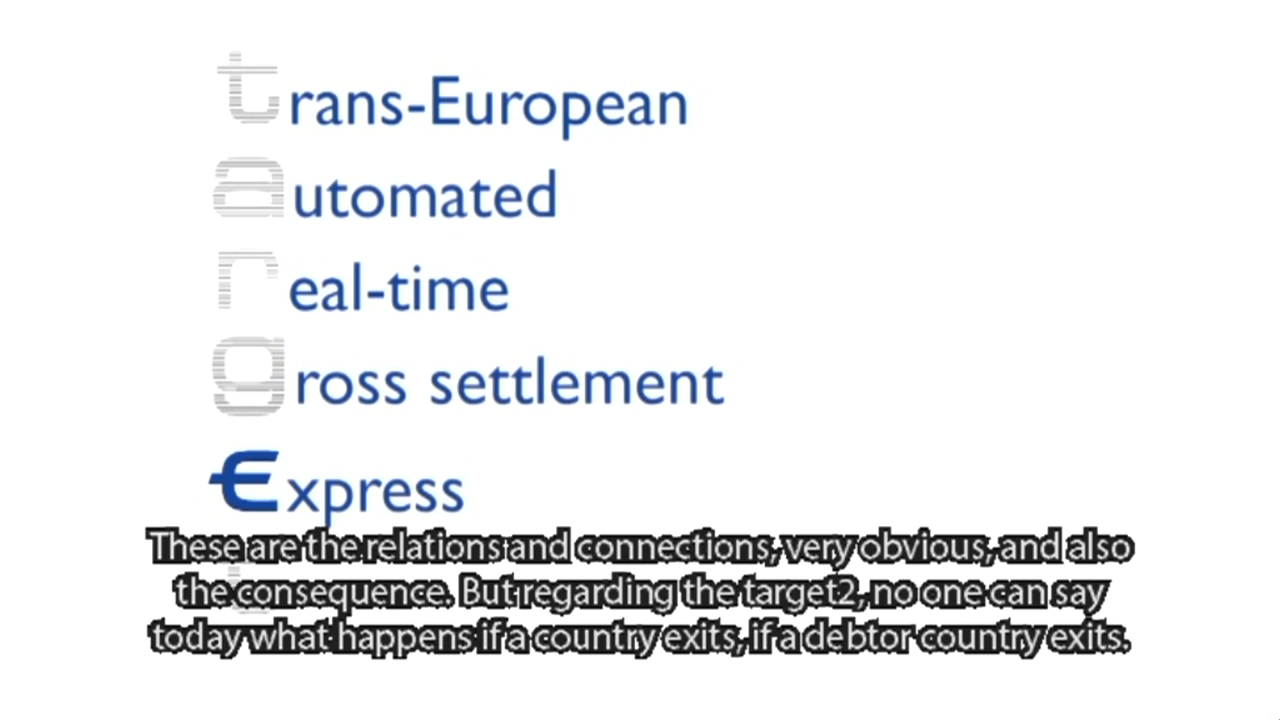 trans-European
automated
real-time
gross settlement
€xpress
t
These are the relations and connections, very obvious, and also
the consequence. But regarding the target2, no one can say
today what happens if a country exits, if a debtor country exits.